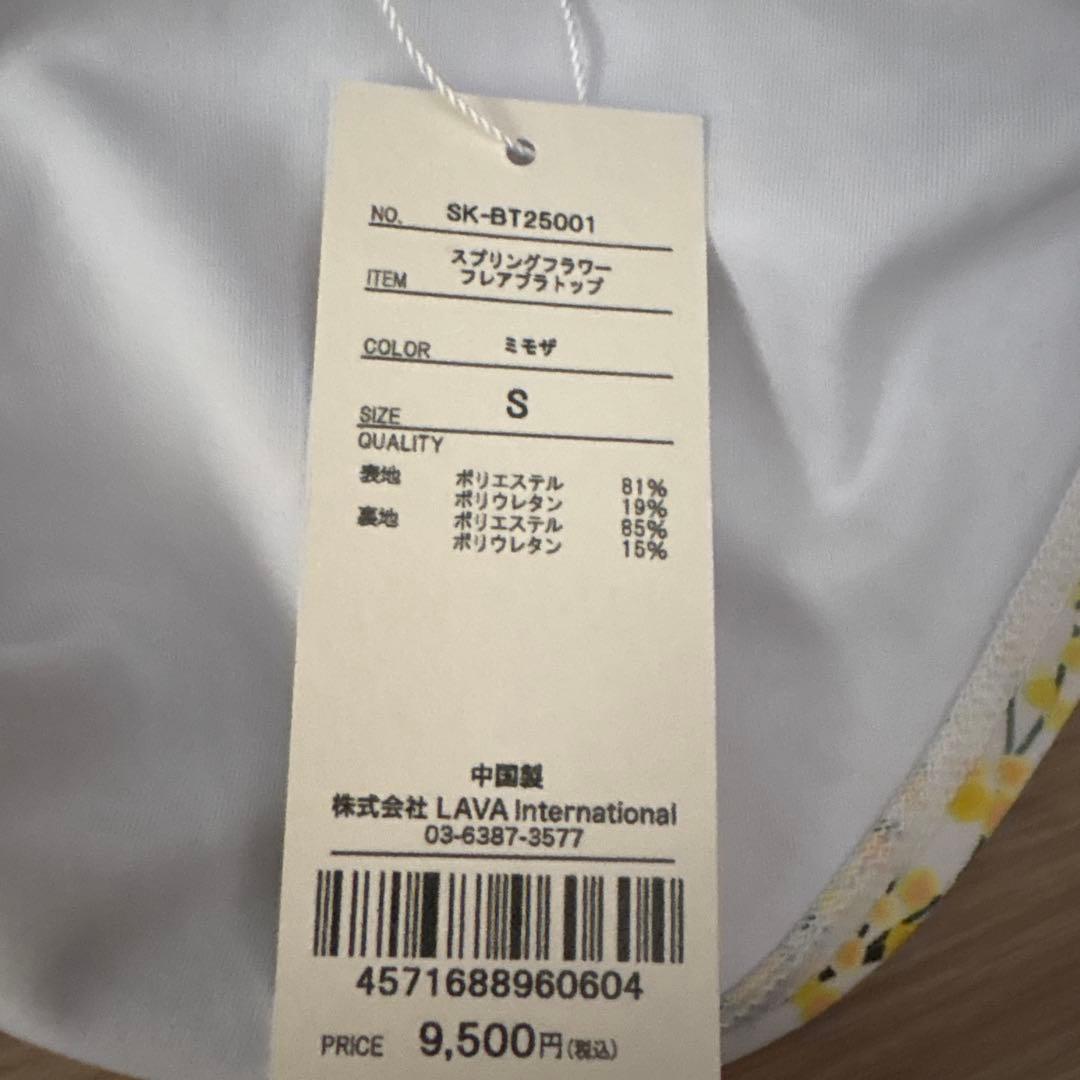 NO. SK-BT25001
スプリングフラワー
ITEM フレアブラトップ
COLOR ミモザ
SIZE S
QUALITY
表地 ポリエステル 81%
ポリウレタン 19%
裏地 ポリエステル 85%
ポリウレタン 15%
中国製
株式会社 LAVA International
03-6387-3577
4571688960604
PRICE 9,500円(税込)